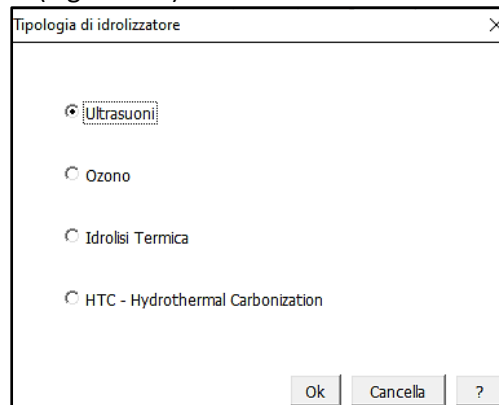 Tipologia di idrolizzatore
Ultrasuoni
Ozono
Idrolisi Termica
HTC - Hydrothermal Carbonization
Ok Cancella ?